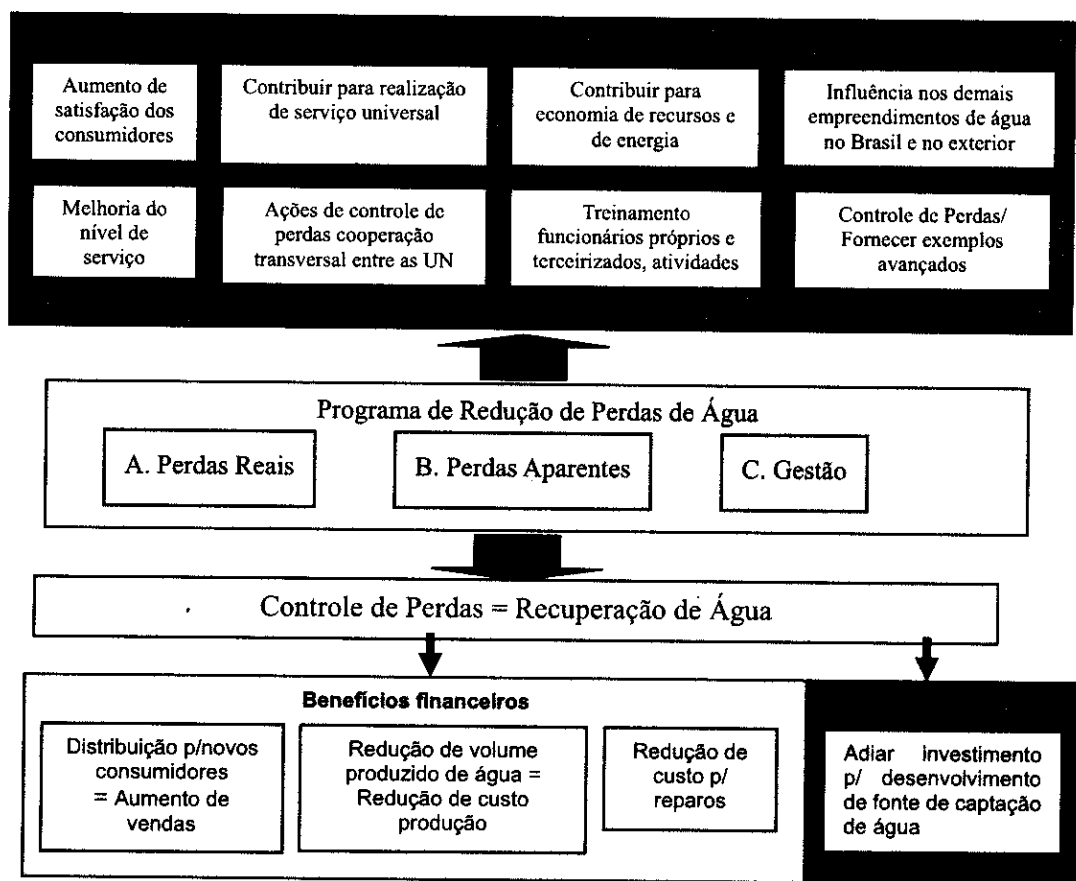 Aumento de
satisfação dos
consumidores
Contribuir para realização
de serviço universal
Contribuir para
economia de recursos e
de energia
Influência nos demais
empreendimentos de água
no Brasil e no exterior
Melhoria do
nível de
serviço
Ações de controle de
perdas cooperação
transversal entre as UN
Treinamento
funcionários próprios e
terceirizados, atividades
Controle de Perdas/
Fornecer exemplos
avançados
Programa de Redução de Perdas de Água
A. Perdas Reais
B. Perdas Aparentes
C. Gestão
Controle de Perdas = Recuperação de Água
Benefícios financeiros
Distribuição p/novos
consumidores
= Aumento de
vendas
Redução de volume
produzido de água =
Redução de custo
produção
Redução de
custo p/
reparos
Adiar investimento
p/ desenvolvimento
de fonte de captação
de água